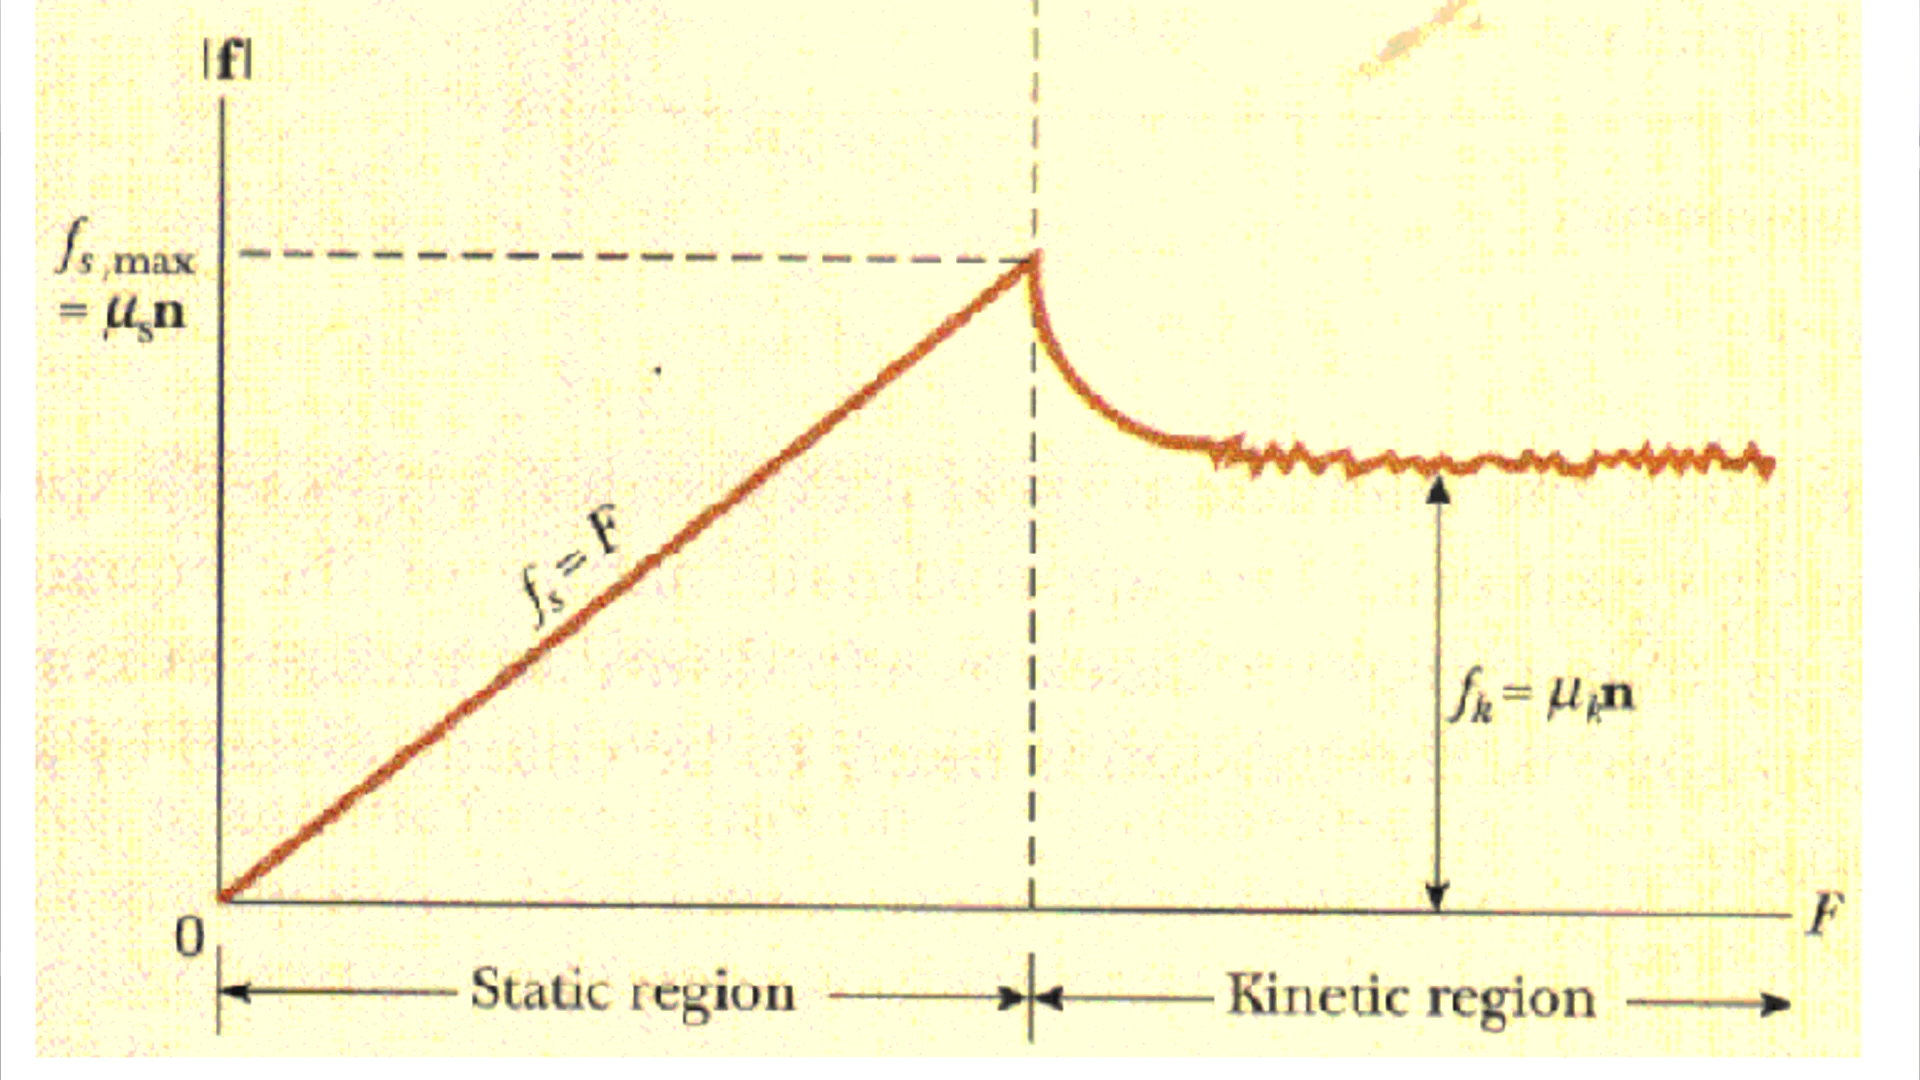 |f|
f_s,max
= μ_s n
f_s = F
f_k = μ_k n
0
F
Static region
Kinetic region